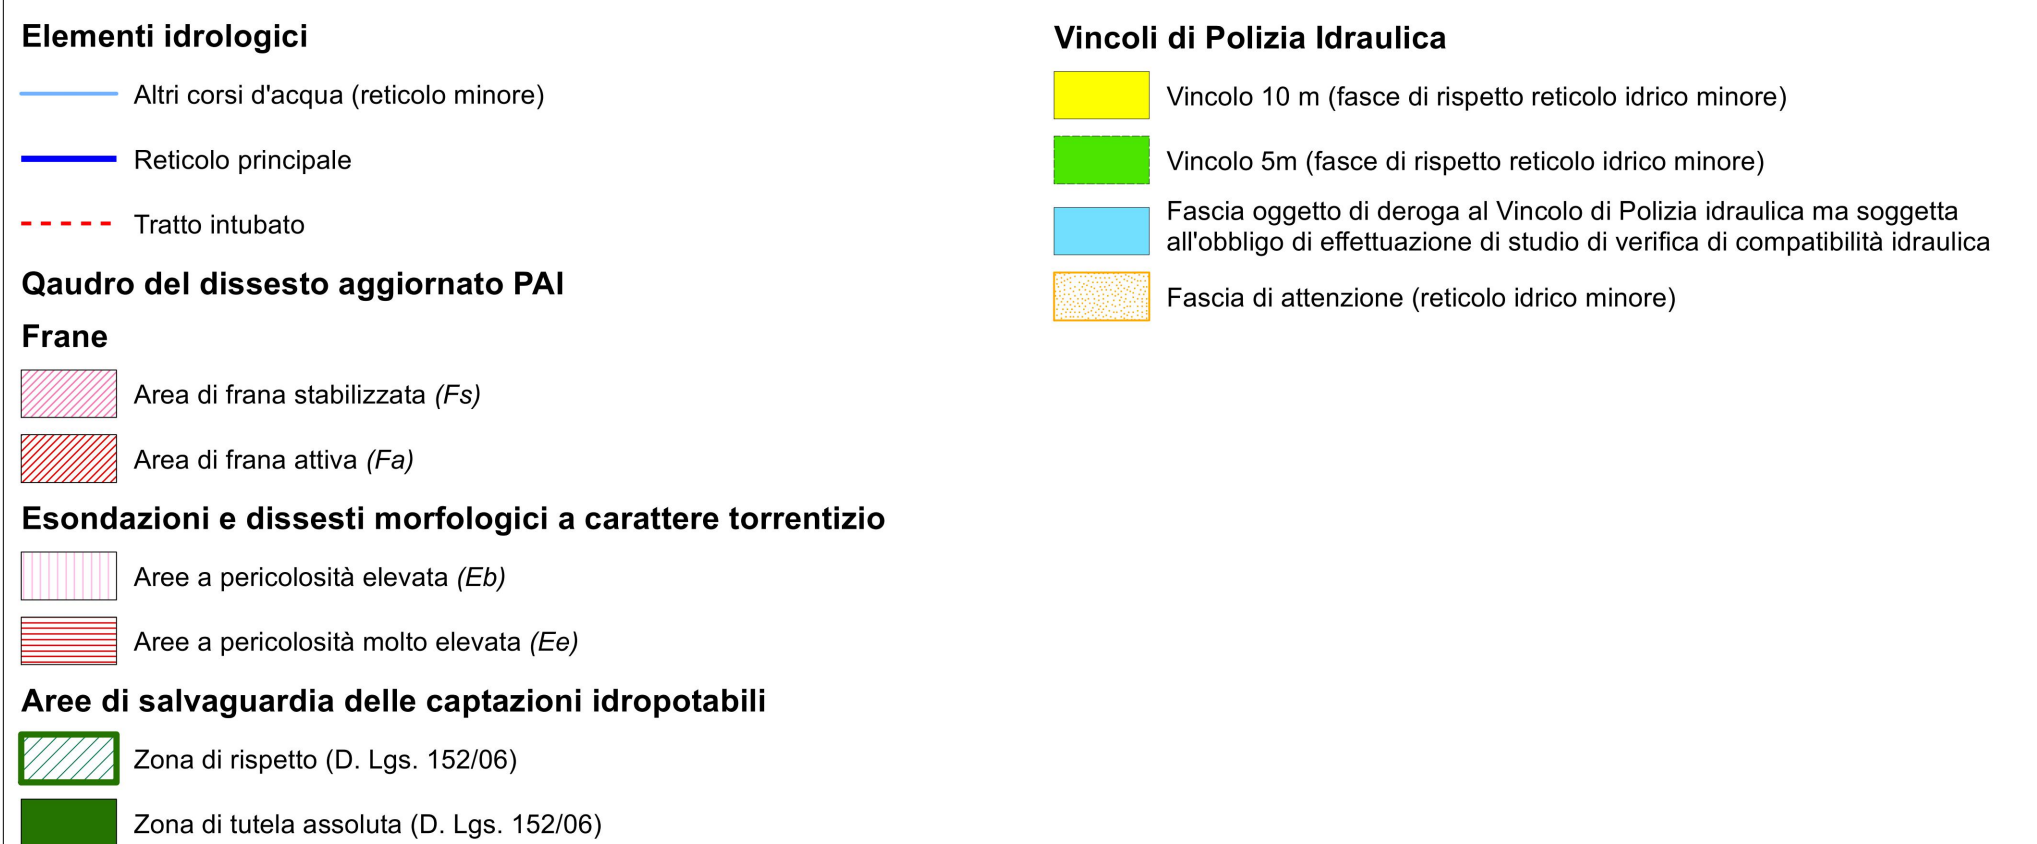 Elementi idrologici
Altri corsi d'acqua (reticolo minore)
Reticolo principale
Tratto intubato
Qaudro del dissesto aggiornato PAI
Frane
Area di frana stabilizzata (Fs)
Area di frana attiva (Fa)
Esondazioni e dissesti morfologici a carattere torrentizio
Aree a pericolosità elevata (Eb)
Aree a pericolosità molto elevata (Ee)
Aree di salvaguardia delle captazioni idropotabili
Zona di rispetto (D. Lgs. 152/06)
Zona di tutela assoluta (D. Lgs. 152/06)
Vincoli di Polizia Idraulica
Vincolo 10 m (fasce di rispetto reticolo idrico minore)
Vincolo 5m (fasce di rispetto reticolo idrico minore)
Fascia oggetto di deroga al Vincolo di Polizia idraulica ma soggetta
all'obbligo di effettuazione di studio di verifica di compatibilità idraulica
Fascia di attenzione (reticolo idrico minore)